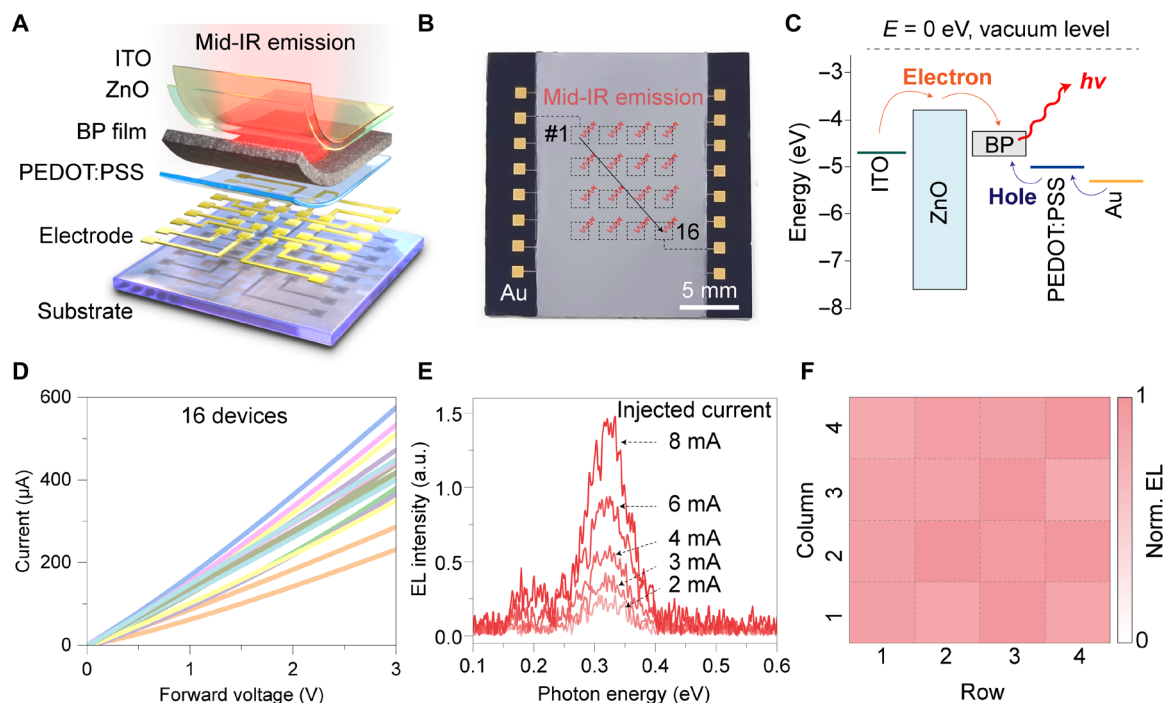 A
Mid-IR emission
ITO
ZnO
BP film
PEDOT:PSS
Electrode
Substrate
B
Mid-IR emission
#1
16
Au
5 mm
C
E = 0 eV, vacuum level
−3
−4
−5
−6
−7
−8
Energy (eV)
Electron
hν
ITO
ZnO
BP
Hole
PEDOT:PSS
Au
D
16 devices
600
400
200
0
Current (μA)
0
1
2
3
Forward voltage (V)
E
Injected current
8 mA
6 mA
4 mA
3 mA
2 mA
1.5
1.0
0.5
0.0
EL intensity (a.u.)
0.1
0.2
0.3
0.4
0.5
0.6
Photon energy (eV)
F
4
3
2
1
Column
1
2
3
4
Row
1
0
Norm. EL